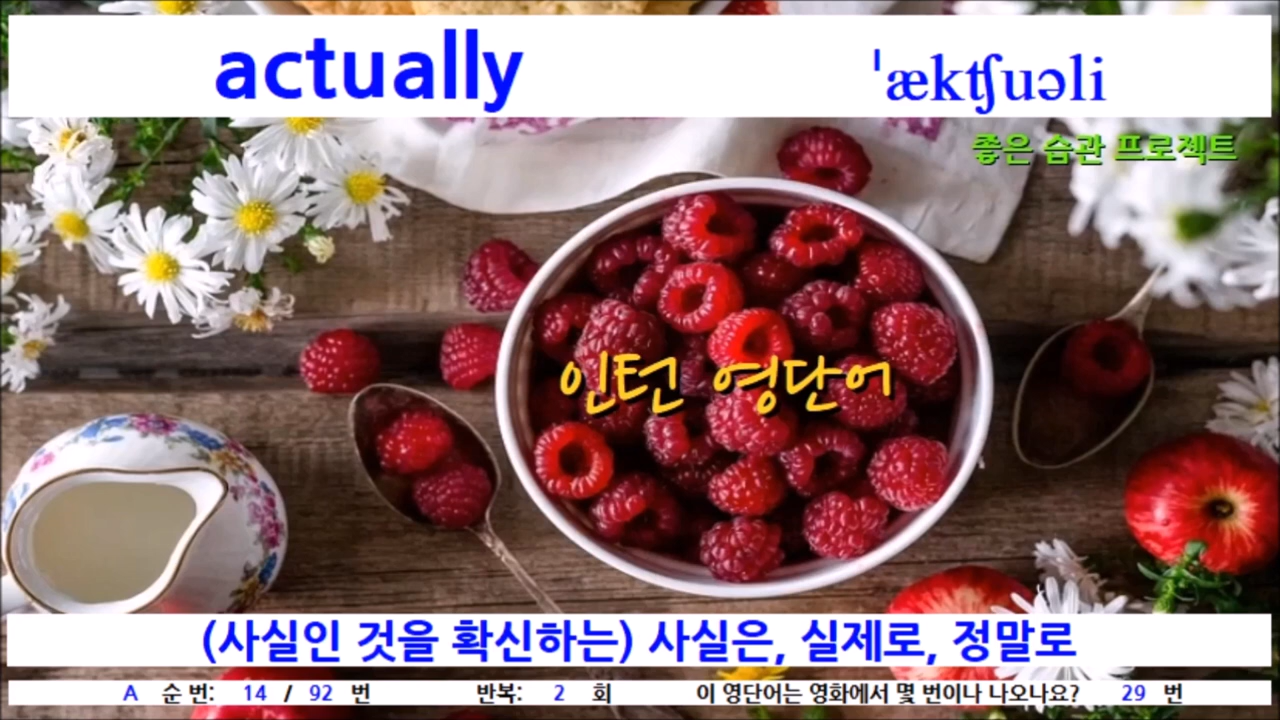 actually ˈækʧuəli
좋은 습관 프로젝트
인턴 영단어
(사실인 것을 확신하는) 사실은, 실제로, 정말로
A 순 번: 14 / 92 번 반복: 2 회 이 영단어는 영화에서 몇 번이나 나오나요? 29 번